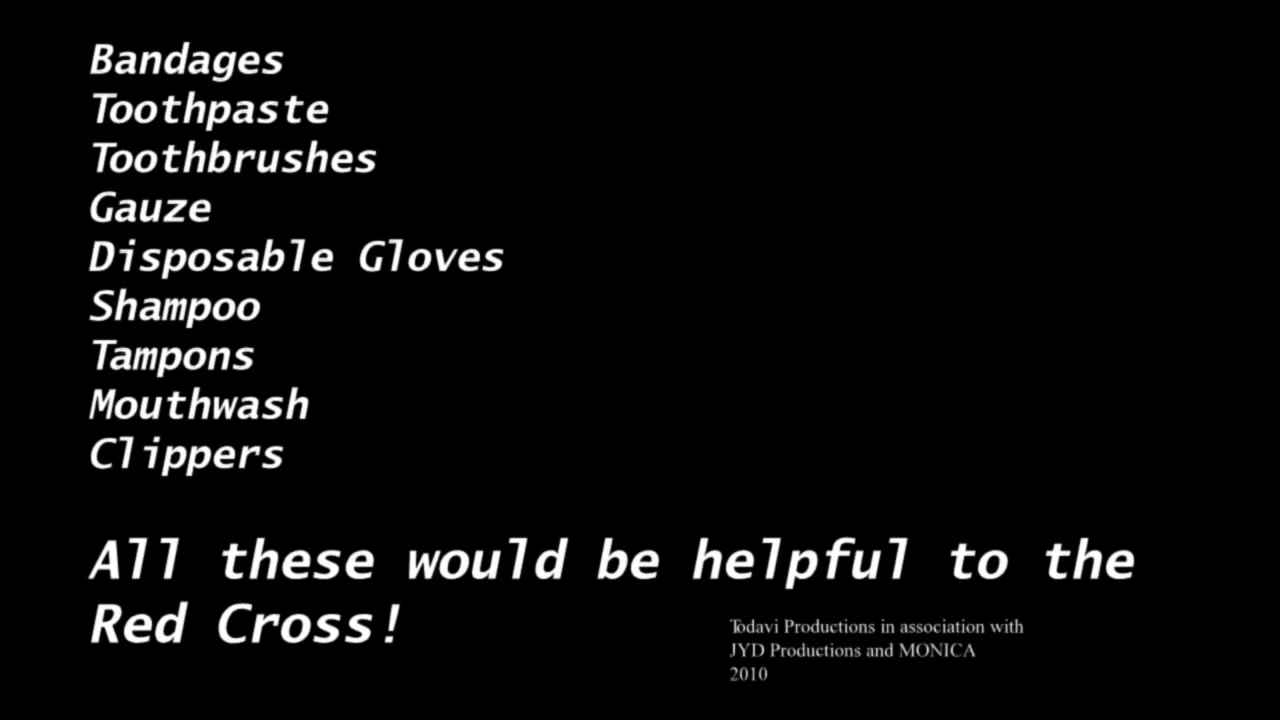 Bandages
Toothpaste
Toothbrushes
Gauze
Disposable Gloves
Shampoo
Tampons
Mouthwash
Clippers
All these would be helpful to the
Red Cross!
Todavi Productions in association with
JYD Productions and MONICA
2010